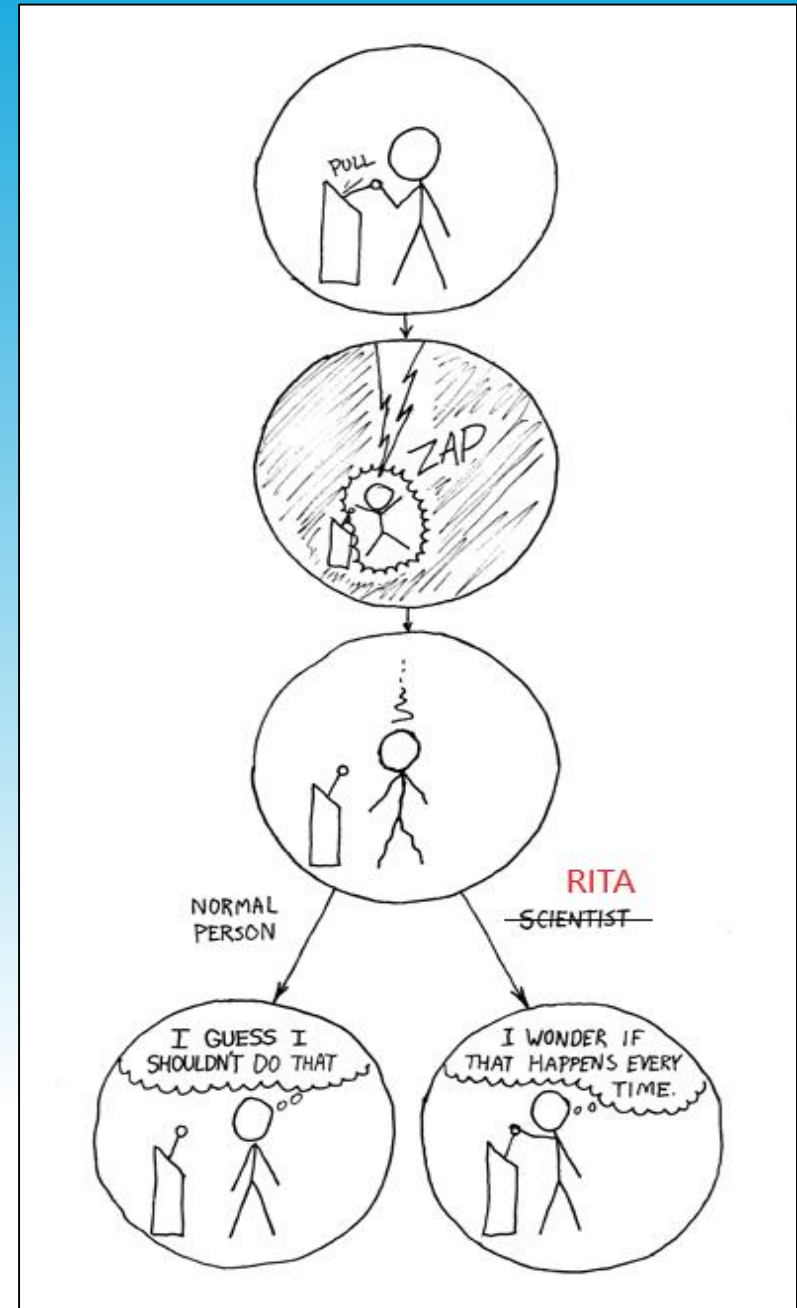 PULL
ZAP
NORMAL
PERSON
RITA
SCIENTIST
I GUESS I
SHOULDN'T DO THAT
I WONDER IF
THAT HAPPENS EVERY
TIME.